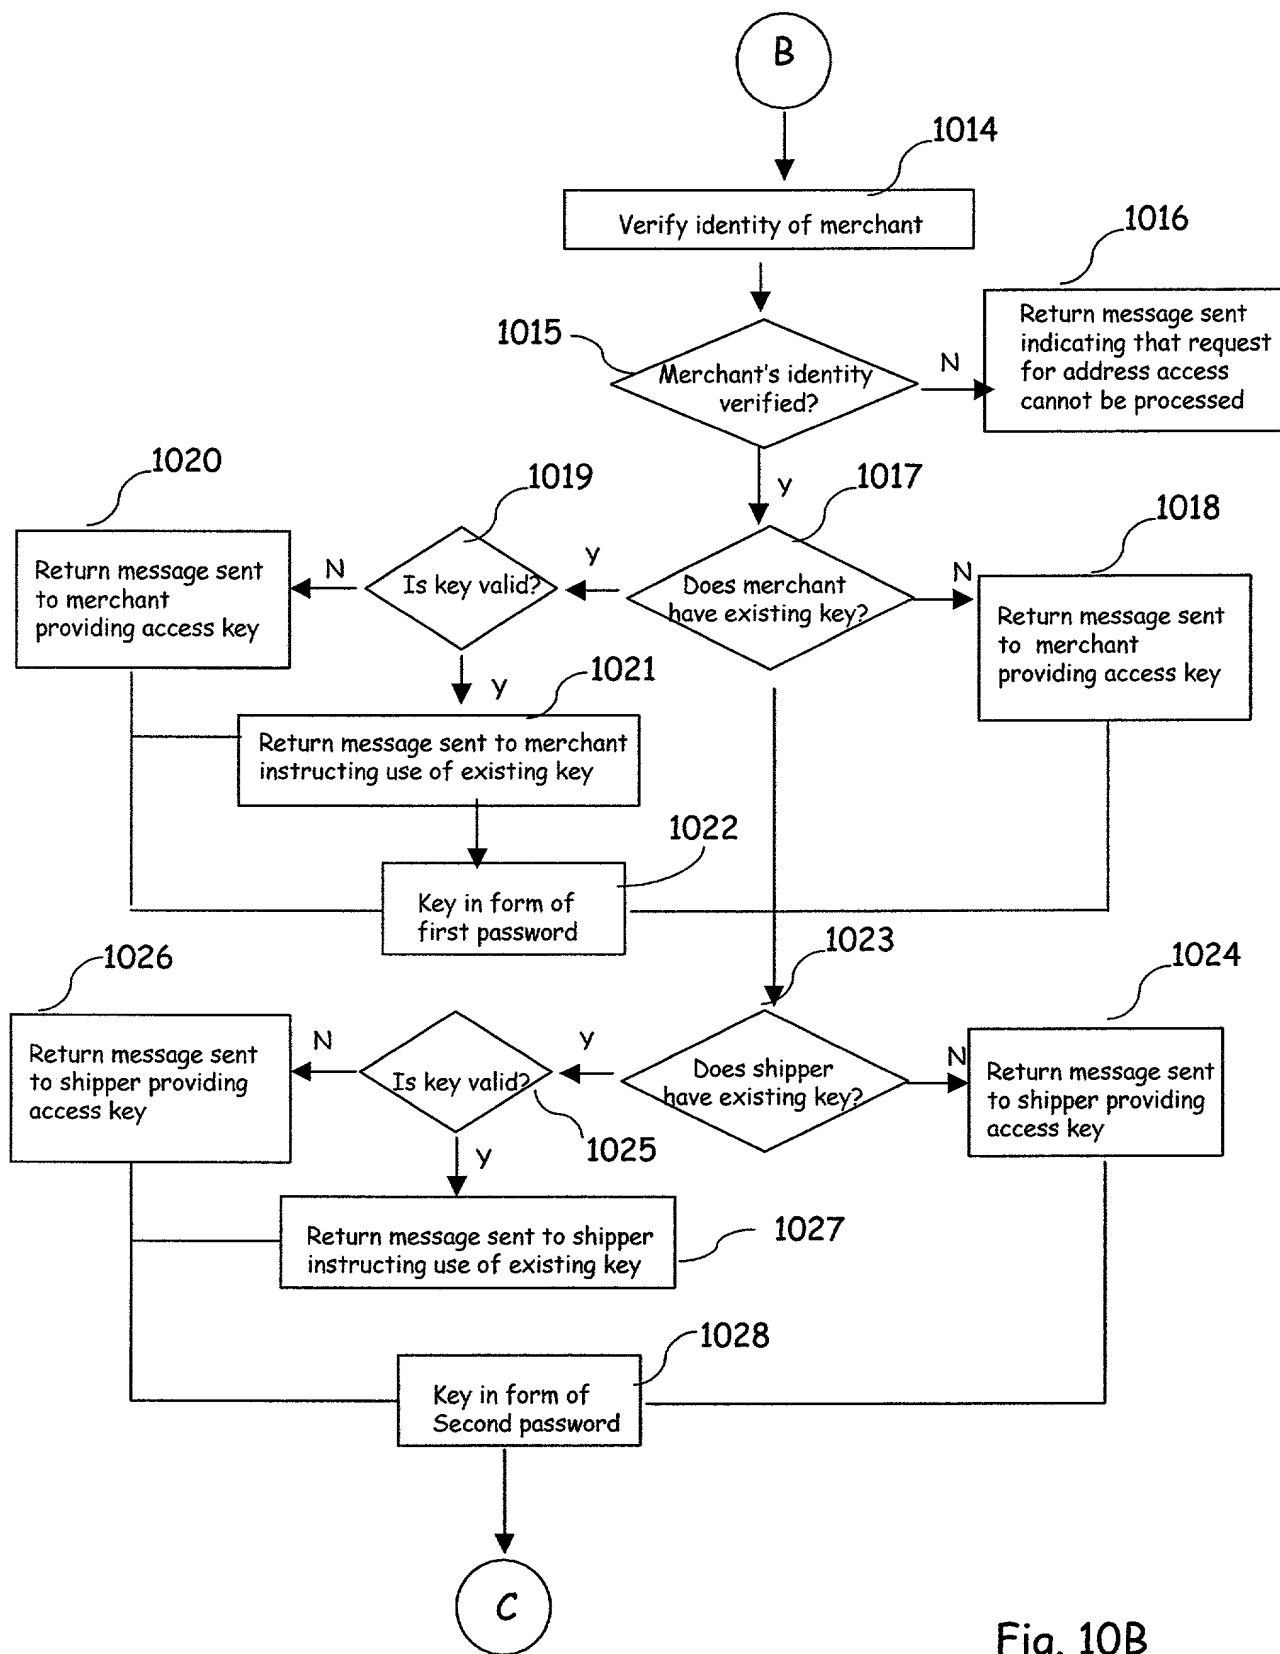 B
1014
Verify identity of merchant
1016
Return message sent
indicating that request
for address access
cannot be processed
1015
Merchant's identity
verified?
N
Y
1020
1019
1017
1018
Return message sent
to merchant
providing access key
N
Is key valid?
Y
Does merchant
have existing key?
N
Return message sent
to merchant
providing access key
Y
1021
Return message sent to merchant
instructing use of existing key
1022
Key in form of
first password
1026
1023
1024
Return message sent
to shipper providing
access key
N
Is key valid?
Y
Does shipper
have existing key?
N
Return message sent
to shipper providing
access key
1025
Y
Return message sent to shipper
instructing use of existing key
1027
1028
Key in form of
Second password
C
Fig. 10B